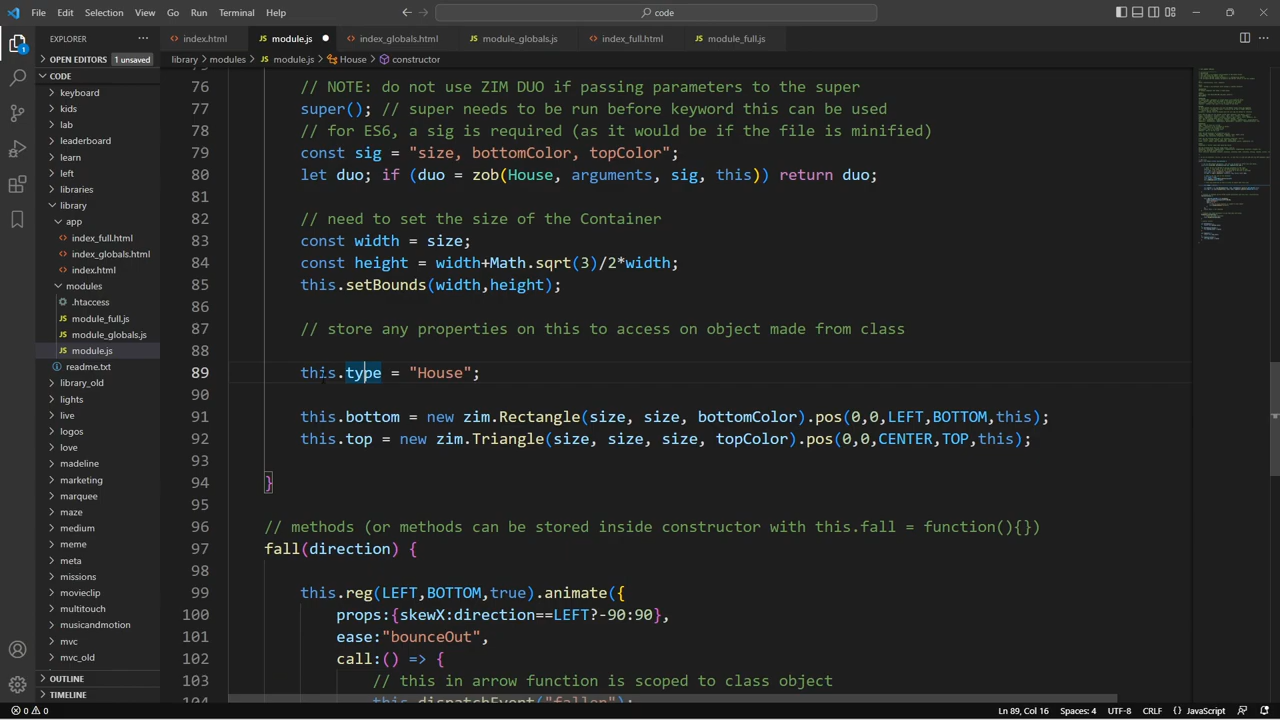 File Edit Selection View Go Run Terminal Help
code
EXPLORER
index.html
module.js
index_globals.html
module_globals.js
index_full.html
module_full.js
OPEN EDITORS 1 unsaved
library > modules > module.js > House > constructor
CODE
keyboard
kids
lab
leaderboard
learn
left
libraries
library
app
index_full.html
index_globals.html
index.html
modules
.htaccess
module_full.js
module_globals.js
module.js
readme.txt
library_old
lights
live
logos
love
madeline
marketing
marquee
maze
medium
meme
meta
missions
movieclip
multitouch
musicandmotion
mvc
mvc_old
OUTLINE
TIMELINE
76 // NOTE: do not use ZIM DUO if passing parameters to the super
77 super(); // super needs to be run before keyword this can be used
78 // for ES6, a sig is required (as it would be if the file is minified)
79 const sig = "size, bottomColor, topColor";
80 let duo; if (duo = zob(House, arguments, sig, this)) return duo;
81
82 // need to set the size of the Container
83 const width = size;
84 const height = width+Math.sqrt(3)/2*width;
85 this.setBounds(width,height);
86
87 // store any properties on this to access on object made from class
88
89 this.type = "House";
90
91 this.bottom = new zim.Rectangle(size, size, bottomColor).pos(0,0,LEFT,BOTTOM,this);
92 this.top = new zim.Triangle(size, size, size, topColor).pos(0,0,CENTER,TOP,this);
93
94 }
95
96 // methods (or methods can be stored inside constructor with this.fall = function(){})
97 fall(direction) {
98
99 this.reg(LEFT,BOTTOM,true).animate({
100 props:{skewX:direction==LEFT?-90:90},
101 ease:"bounceOut",
102 call:() => {
103 // this in arrow function is scoped to class object
104 this.dispatchEvent("fallen");
0 0 Ln 89, Col 16 Spaces: 4 UTF-8 CRLF {} JavaScript